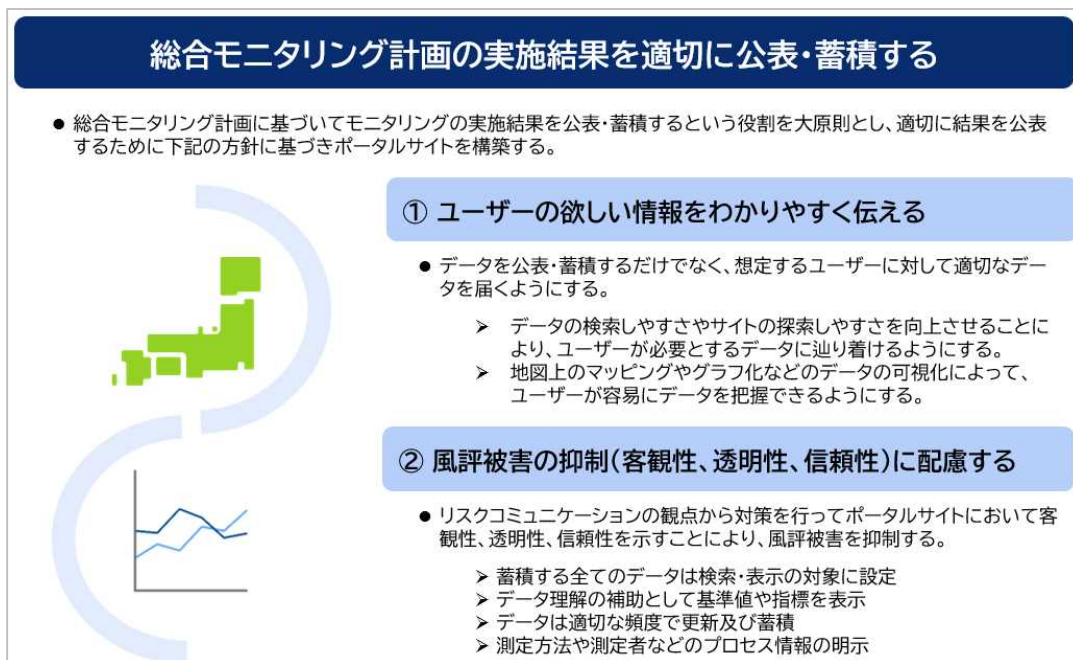 総合モニタリング計画の実施結果を適切に公表・蓄積する
● 総合モニタリング計画に基づいてモニタリングの実施結果を公表・蓄積するという役割を大原則とし、適切に結果を公表
するために下記の方針に基づきポータルサイトを構築する。
① ユーザーの欲しい情報をわかりやすく伝える
● データを公表・蓄積するだけでなく、想定するユーザーに対して適切なデー
タを届くようにする。
➢ データの検索しやすさやサイトの探索しやすさを向上させることに
より、ユーザーが必要とするデータに辿り着けるようにする。
➢ 地図上のマッピングやグラフ化などのデータの可視化によって、
ユーザーが容易にデータを把握できるようにする。
② 風評被害の抑制(客観性、透明性、信頼性)に配慮する
● リスクコミュニケーションの観点から対策を行ってポータルサイトにおいて客
観性、透明性、信頼性を示すことにより、風評被害を抑制する。
➢ 蓄積する全てのデータは検索・表示の対象に設定
➢ データ理解の補助として基準値や指標を表示
➢ データは適切な頻度で更新及び蓄積
➢ 測定方法や測定者などのプロセス情報の明示